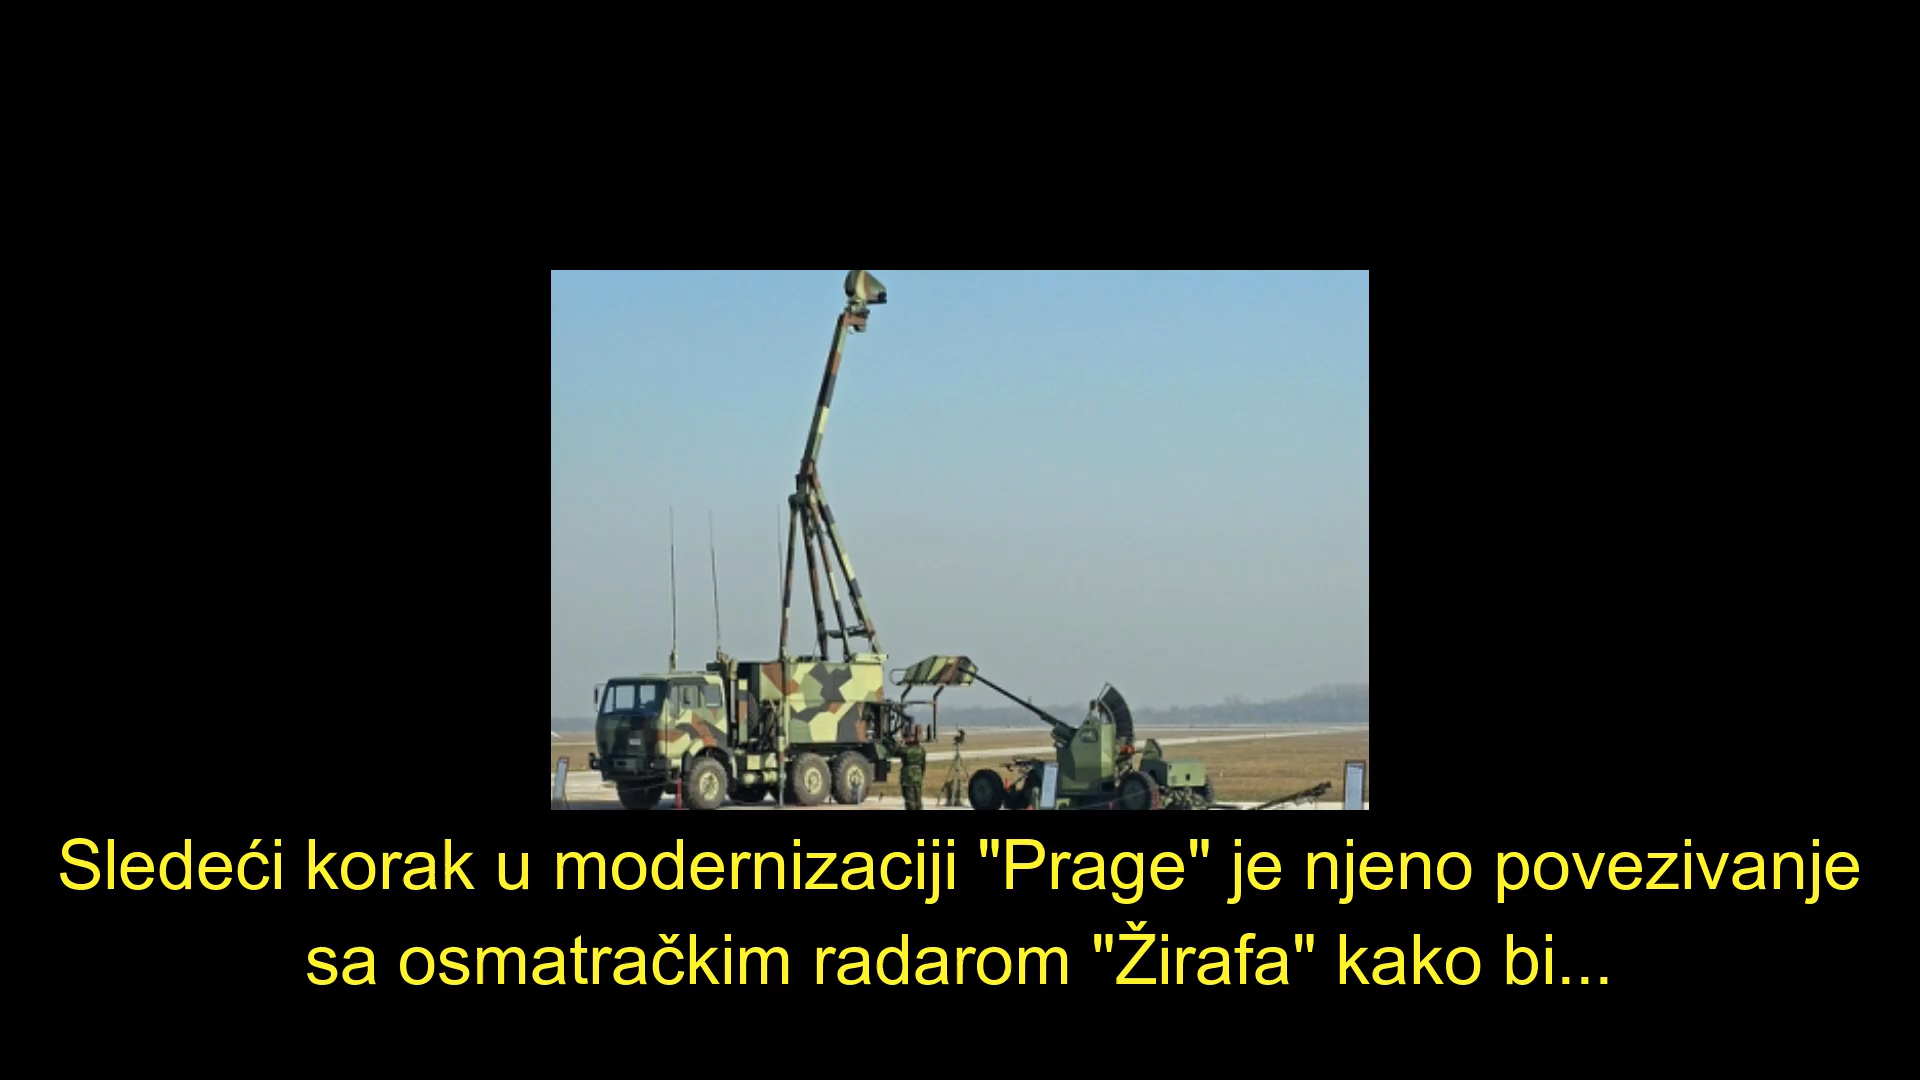 Sledeći korak u modernizaciji "Prage" je njeno povezivanje
sa osmatračkim radarom "Žirafa" kako bi...